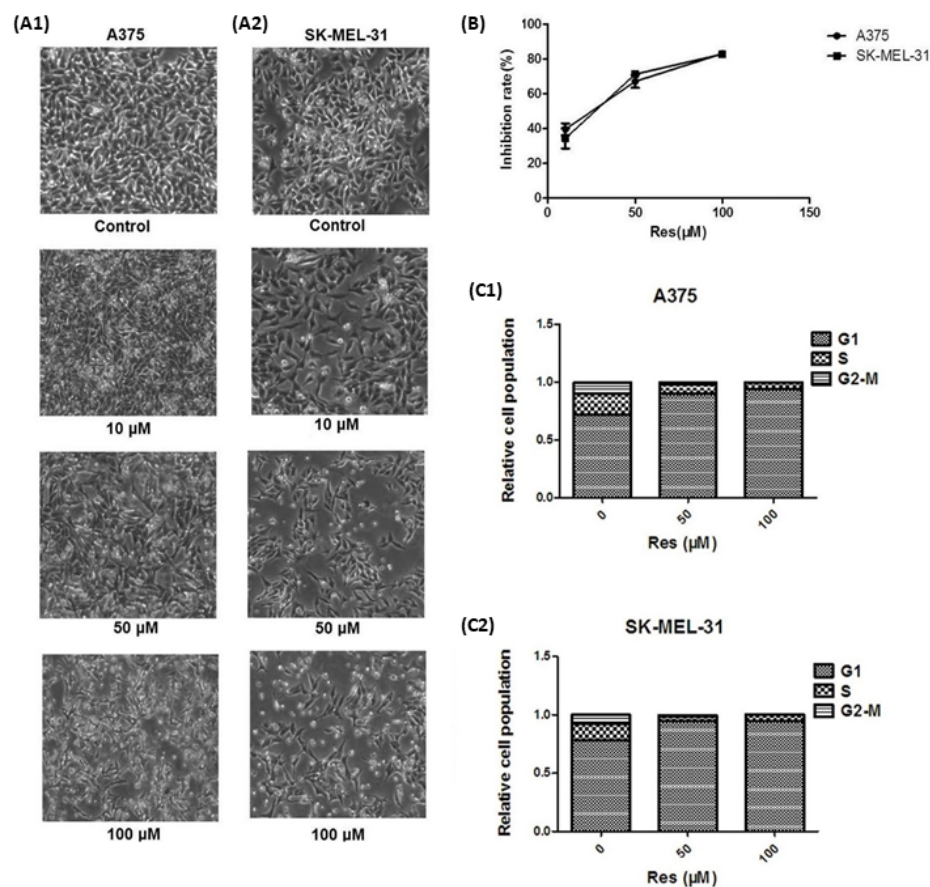 (A1)
A375
Control
10 µM
50 µM
100 µM
(A2)
SK-MEL-31
Control
10 µM
50 µM
100 µM
(B)
100
80
60
40
20
0
Inhibition rate(%)
0 50 100 150
Res(µM)
A375
SK-MEL-31
(C1)
A375
1.5
1.0
0.5
0.0
Relative cell population
0 50 100
Res (µM)
G1
S
G2-M
(C2)
SK-MEL-31
1.5
1.0
0.5
0.0
Relative cell population
0 50 100
Res (µM)
G1
S
G2-M